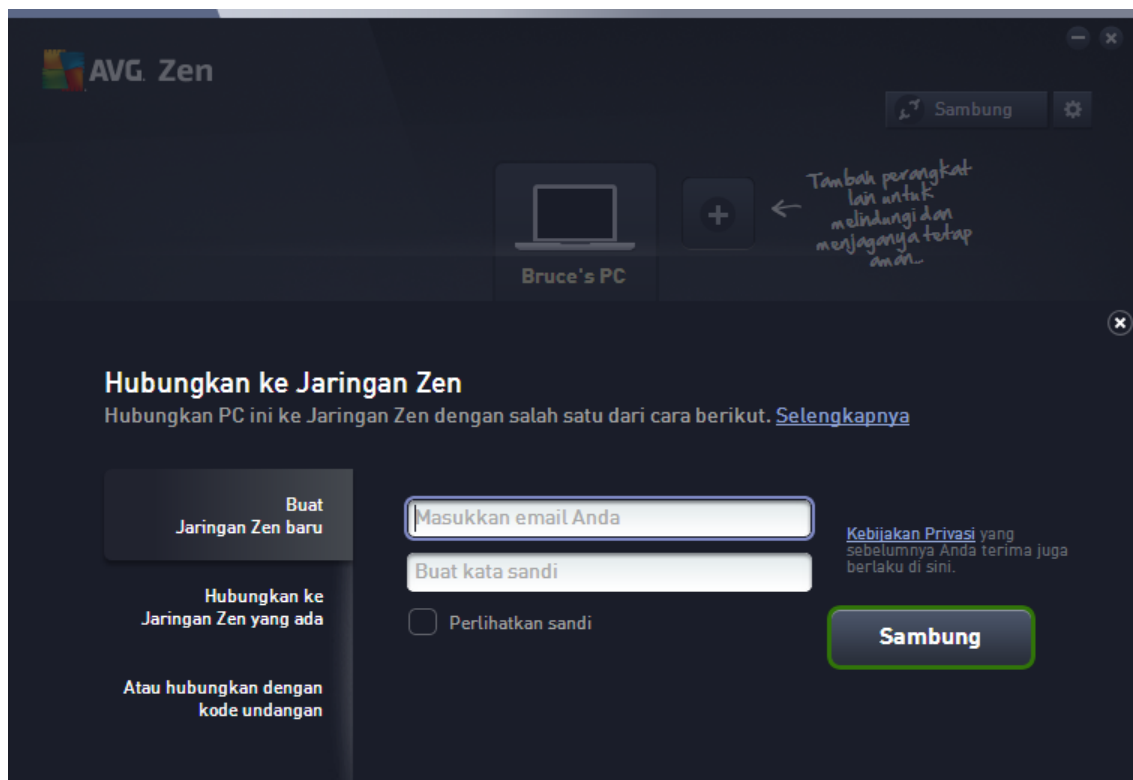 AVG. Zen
Sambung
Tambah perangkat
lain untuk
melindungi dan
menjaganya tetap
aman...
Bruce's PC
Hubungkan ke Jaringan Zen
Hubungkan PC ini ke Jaringan Zen dengan salah satu dari cara berikut. Selengkapnya
Buat
Jaringan Zen baru
Masukkan email Anda
Buat kata sandi
Perlihatkan sandi
Kebijakan Privasi yang
sebelumnya Anda terima juga
berlaku di sini.
Sambung
Hubungkan ke
Jaringan Zen yang ada
Atau hubungkan dengan
kode undangan